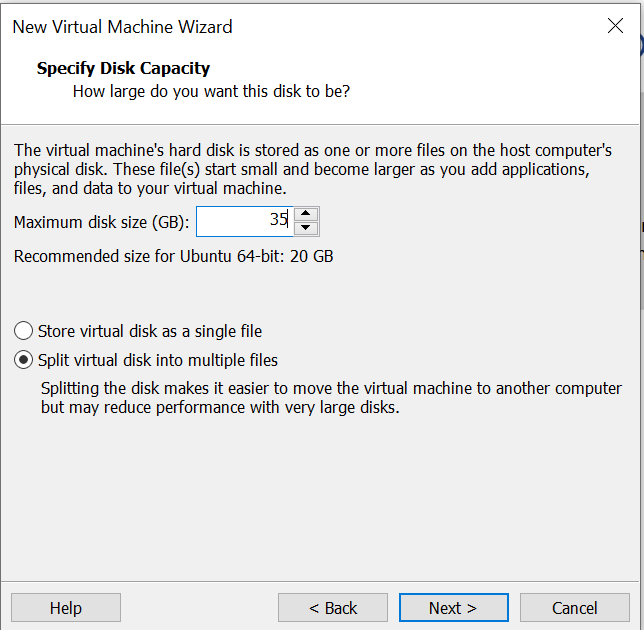 New Virtual Machine Wizard
Specify Disk Capacity
How large do you want this disk to be?
The virtual machine's hard disk is stored as one or more files on the host computer's
physical disk. These file(s) start small and become larger as you add applications,
files, and data to your virtual machine.
Maximum disk size (GB): 35
Recommended size for Ubuntu 64-bit: 20 GB
Store virtual disk as a single file
Split virtual disk into multiple files
Splitting the disk makes it easier to move the virtual machine to another computer
but may reduce performance with very large disks.
Help < Back Next > Cancel